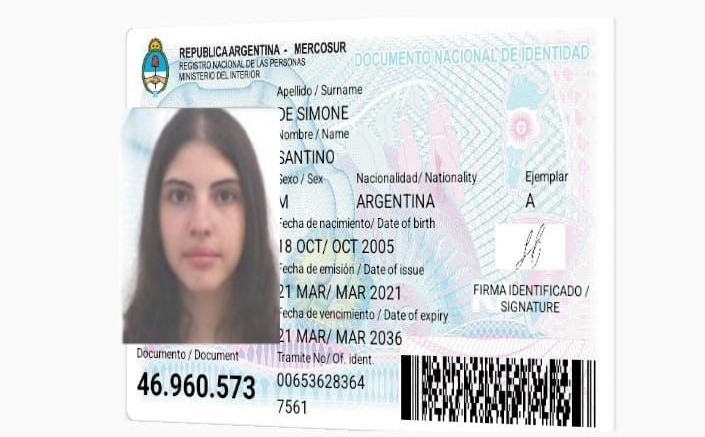 REPUBLICA ARGENTINA - MERCOSUR
REGISTRO NACIONAL DE LAS PERSONAS
MINISTERIO DEL INTERIOR
DOCUMENTO NACIONAL DE IDENTIDAD
Apellido / Surname
DE SIMONE
Nombre / Name
SANTINO
Sexo / Sex
Nacionalidad/ Nationality
Ejemplar
M
ARGENTINA
A
Fecha de nacimiento/ Date of birth
18 OCT/ OCT 2005
Fecha de emisión / Date of issue
21 MAR/ MAR 2021
FIRMA IDENTIFICADO /
SIGNATURE
Fecha de vencimiento / Date of expiry
21 MAR/ MAR 2036
Documento / Document
Tramite No/ Of. ident.
46.960.573
00653628364
7561